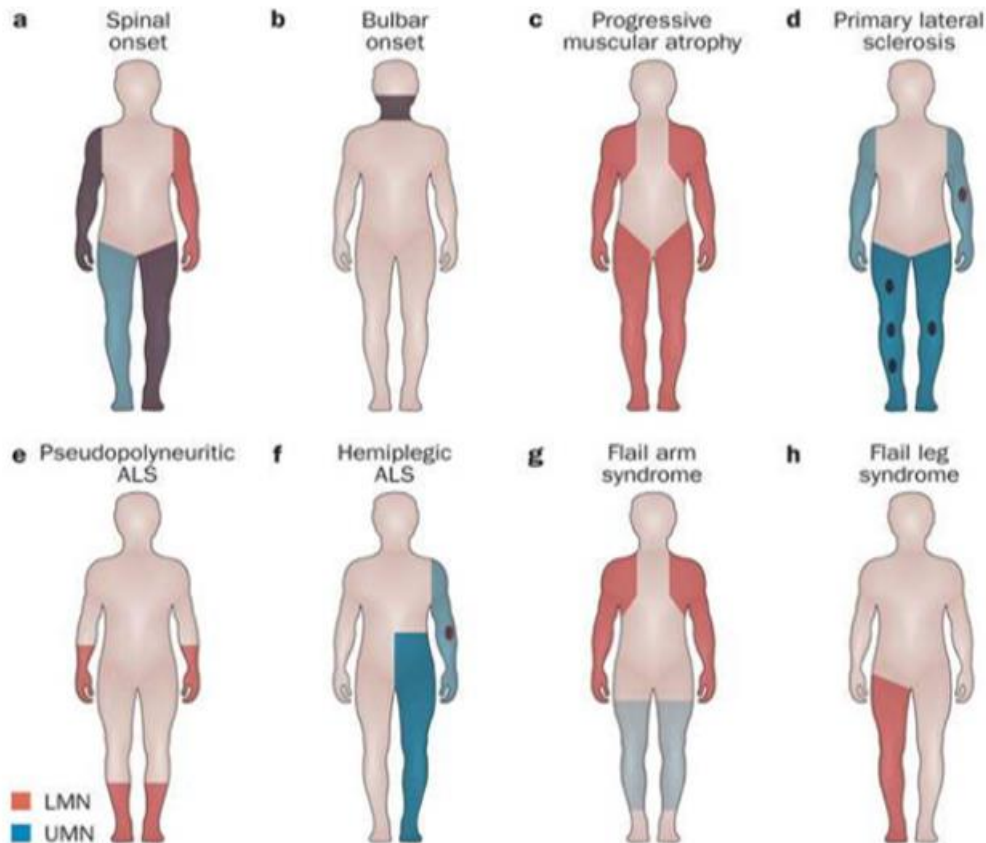 a Spinal
onset
b Bulbar
onset
c Progressive
muscular atrophy
d Primary lateral
sclerosis
e Pseudopolyneuritic
ALS
f Hemiplegic
ALS
g Flail arm
syndrome
h Flail leg
syndrome
LMN
UMN